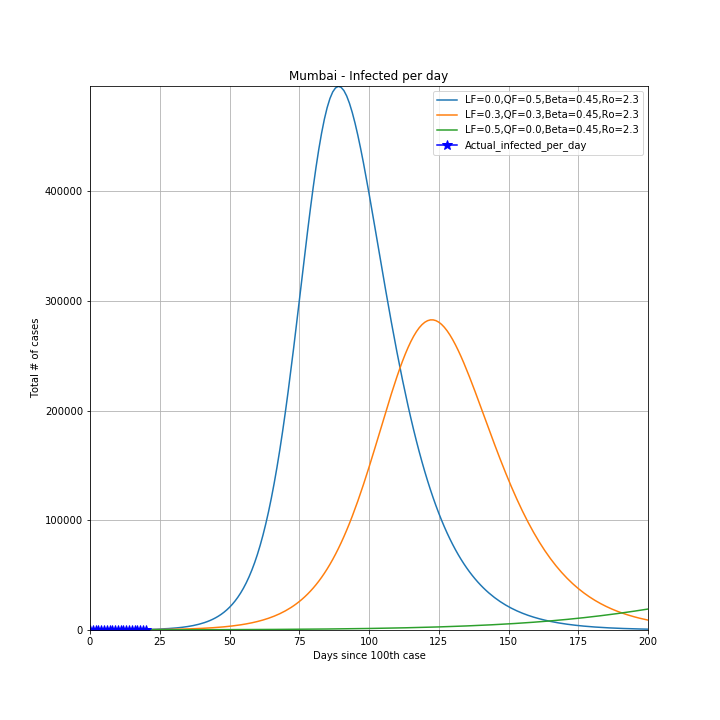 Mumbai - Infected per day
LF=0.0,QF=0.5,Beta=0.45,Ro=2.3
LF=0.3,QF=0.3,Beta=0.45,Ro=2.3
LF=0.5,QF=0.0,Beta=0.45,Ro=2.3
Actual_infected_per_day
Total # of cases
400000
300000
200000
100000
0
0 25 50 75 100 125 150 175 200
Days since 100th case